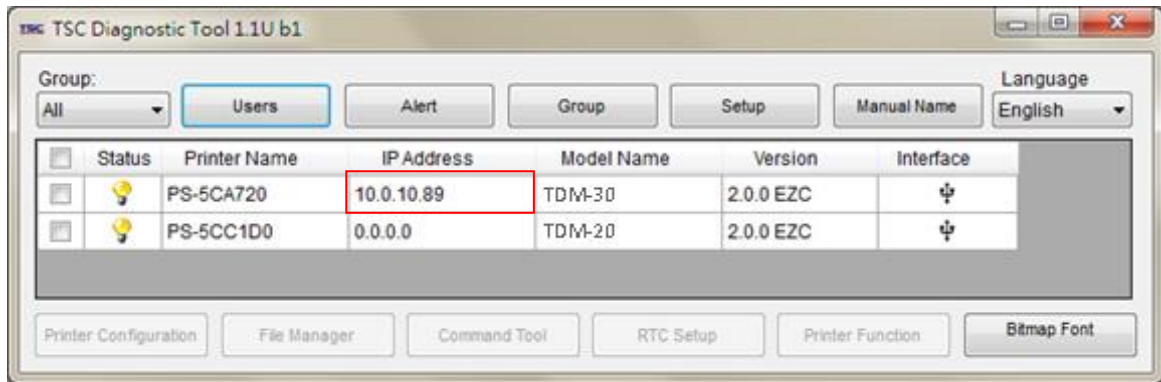 TSC TSC Diagnostic Tool 1.1U b1
Group: Language
All Users Alert Group Setup Manual Name English
Status Printer Name IP Address Model Name Version Interface
PS-5CA720 10.0.10.89 TDM-30 2.0.0 EZC
PS-5CC1D0 0.0.0.0 TDM-20 2.0.0 EZC
Printer Configuration File Manager Command Tool RTC Setup Printer Function Bitmap Font